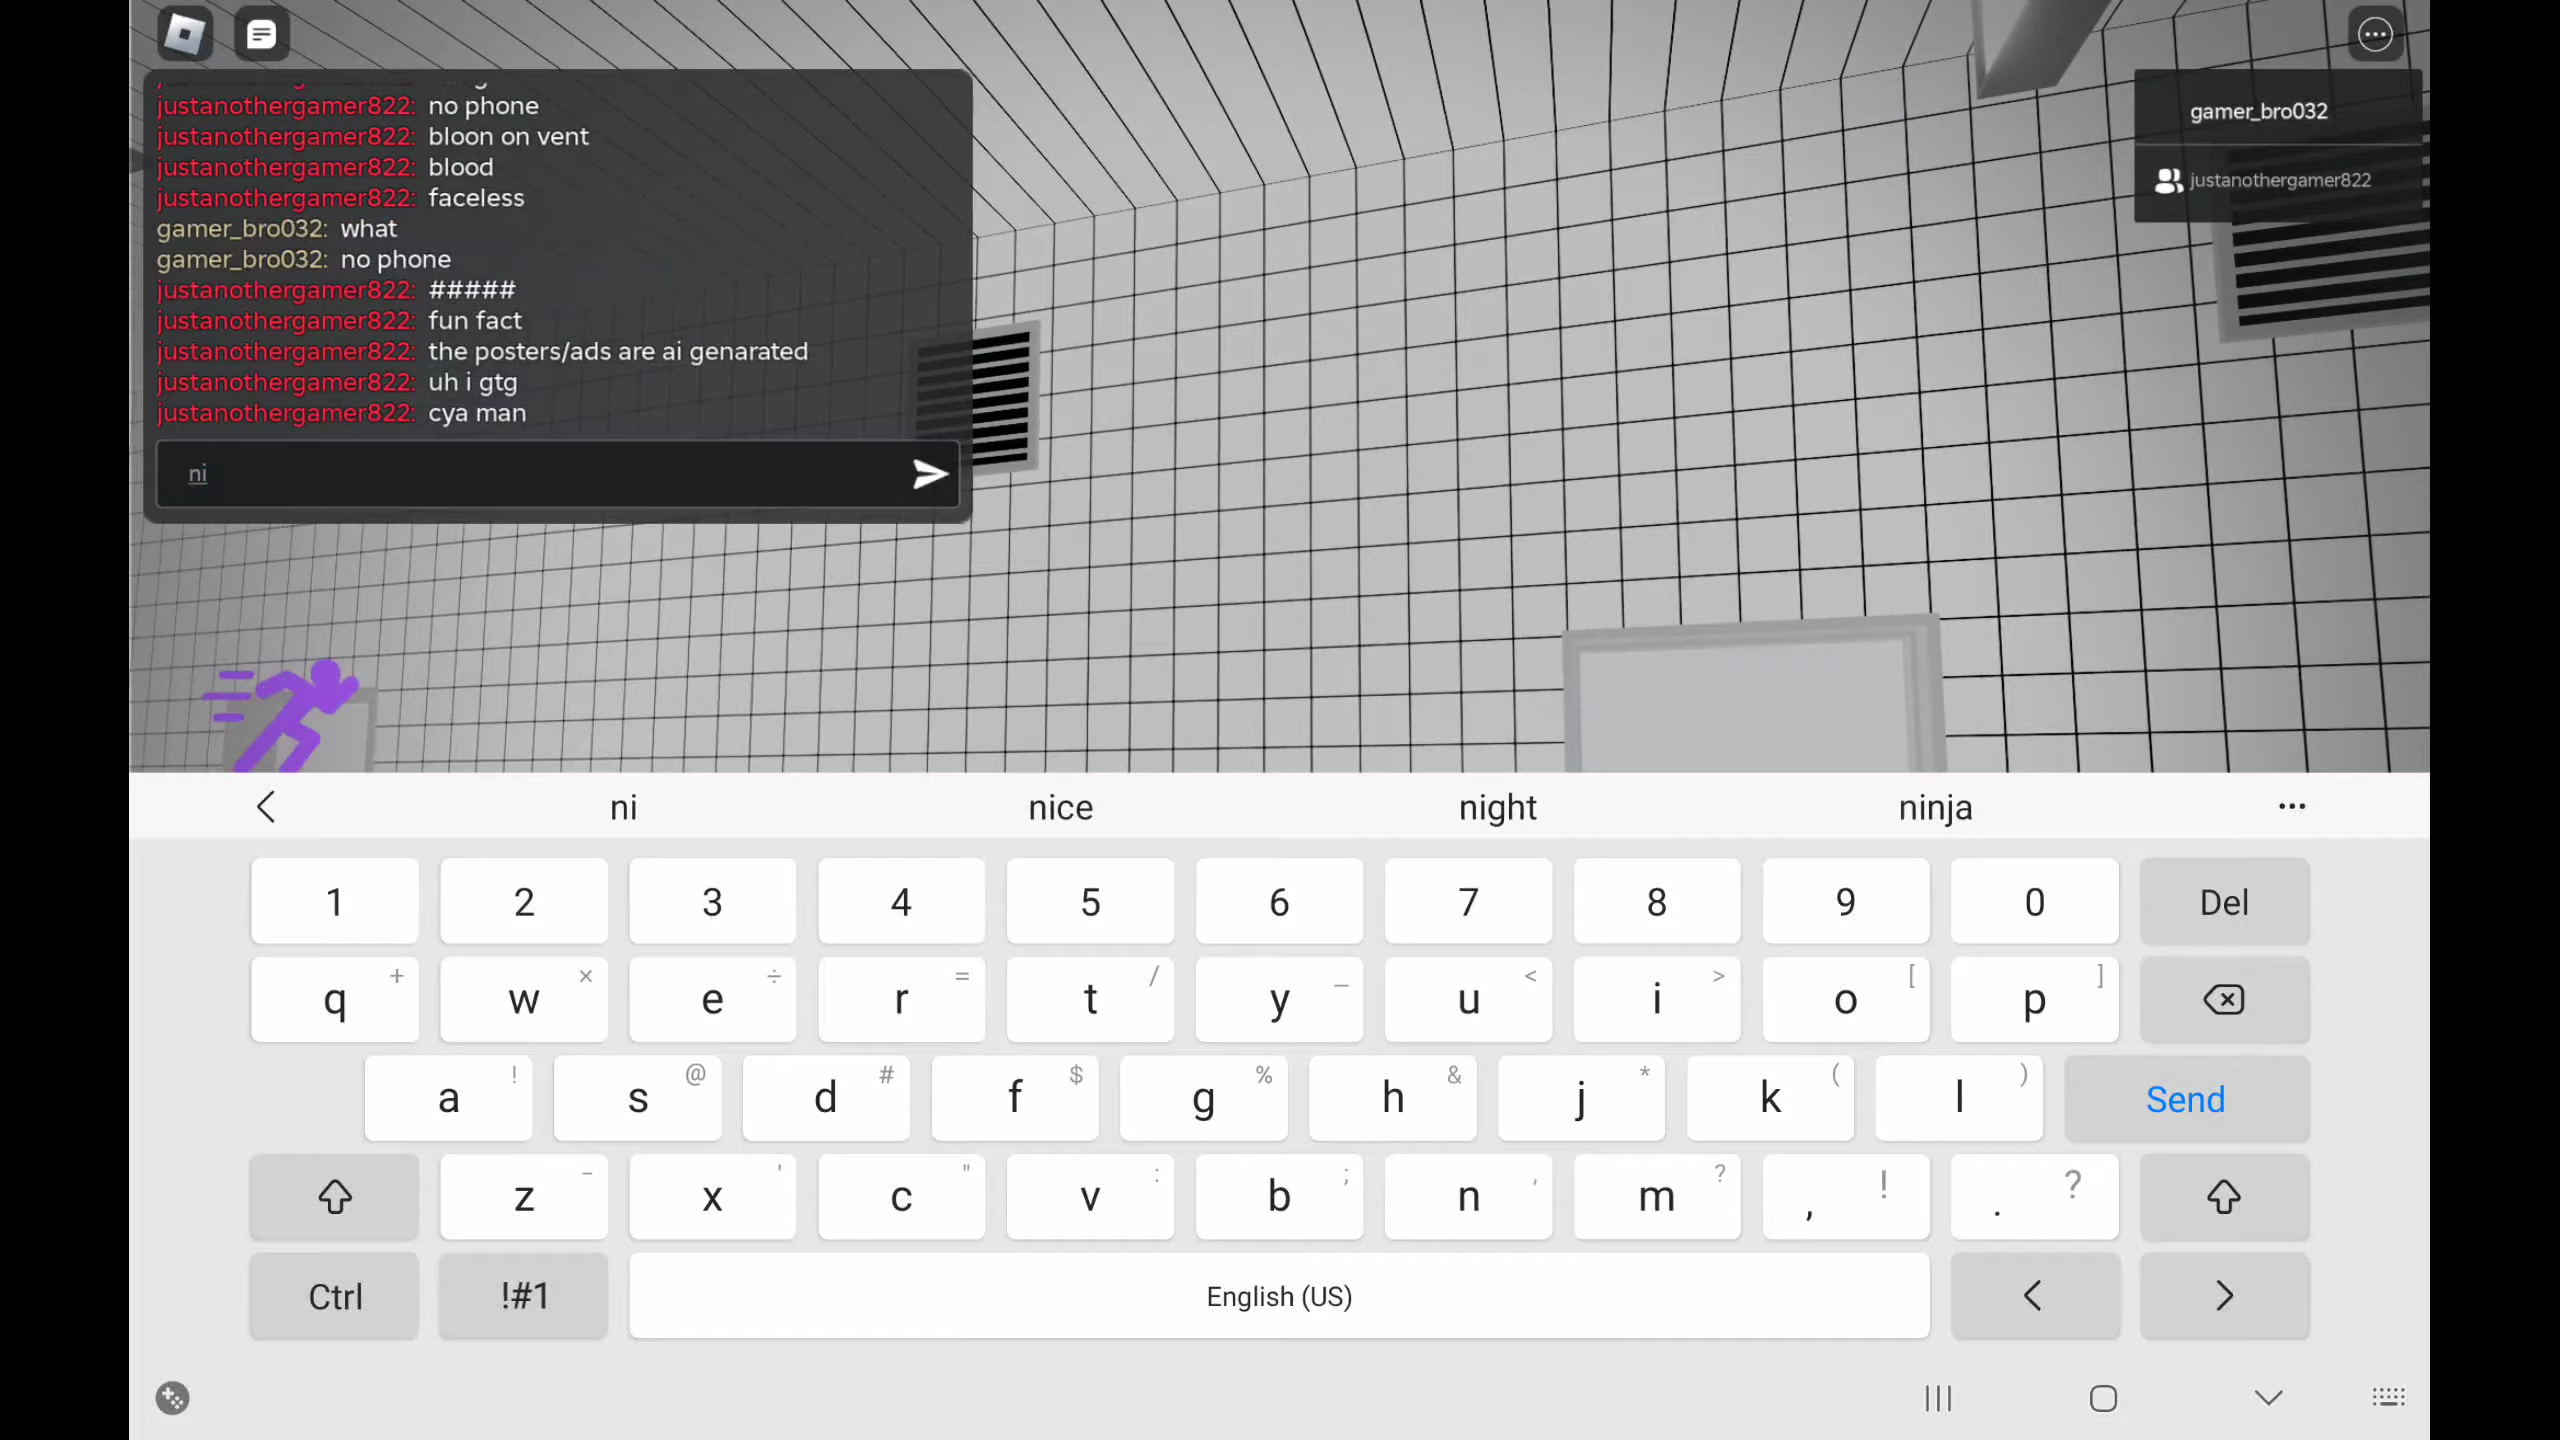 justanothergamer822: no phone
justanothergamer822: bloon on vent
justanothergamer822: blood
justanothergamer822: faceless
gamer_bro032: what
gamer_bro032: no phone
justanothergamer822: #####
justanothergamer822: fun fact
justanothergamer822: the posters/ads are ai genarated
justanothergamer822: uh i gtg
justanothergamer822: cya man
ni
gamer_bro032
justanothergamer822
ni nice night ninja ...
1 2 3 4 5 6 7 8 9 0 Del
q + w × e ÷ r = t / y _ u < i > o [ p ]
a ! s @ d # f $ g % h & j * k ( l ) Send
z - x ' c " v : b ; n , m ? , ! . ?
Ctrl !#1 English (US) < >